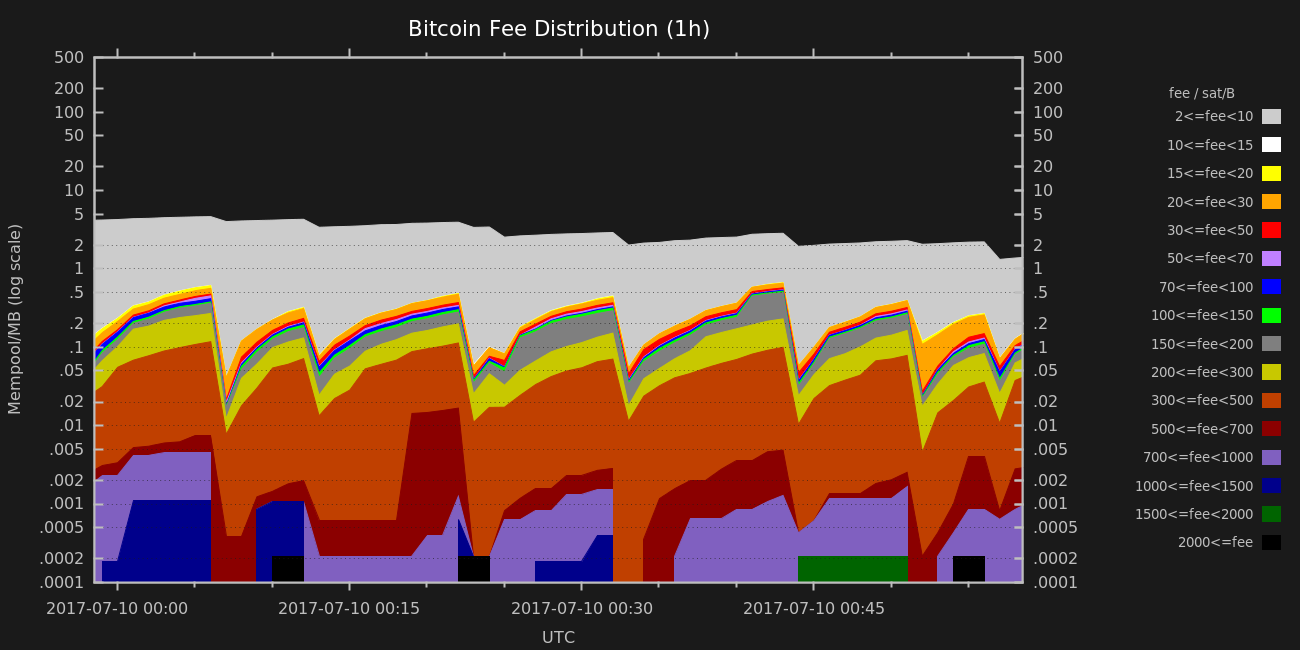 Bitcoin Fee Distribution (1h)
500 500
200 200
100 100
50 50
20 20
10 10
5 5
2 2
1 1
.5 .5
.2 .2
.1 .1
.05 .05
.02 .02
.01 .01
.005 .005
.002 .002
.001 .001
.0005 .0005
.0002 .0002
.0001 .0001
Mempool/MB (log scale)
2017-07-10 00:00 2017-07-10 00:15 2017-07-10 00:30 2017-07-10 00:45
UTC
fee / sat/B
2<=fee<10
10<=fee<15
15<=fee<20
20<=fee<30
30<=fee<50
50<=fee<70
70<=fee<100
100<=fee<150
150<=fee<200
200<=fee<300
300<=fee<500
500<=fee<700
700<=fee<1000
1000<=fee<1500
1500<=fee<2000
2000<=fee